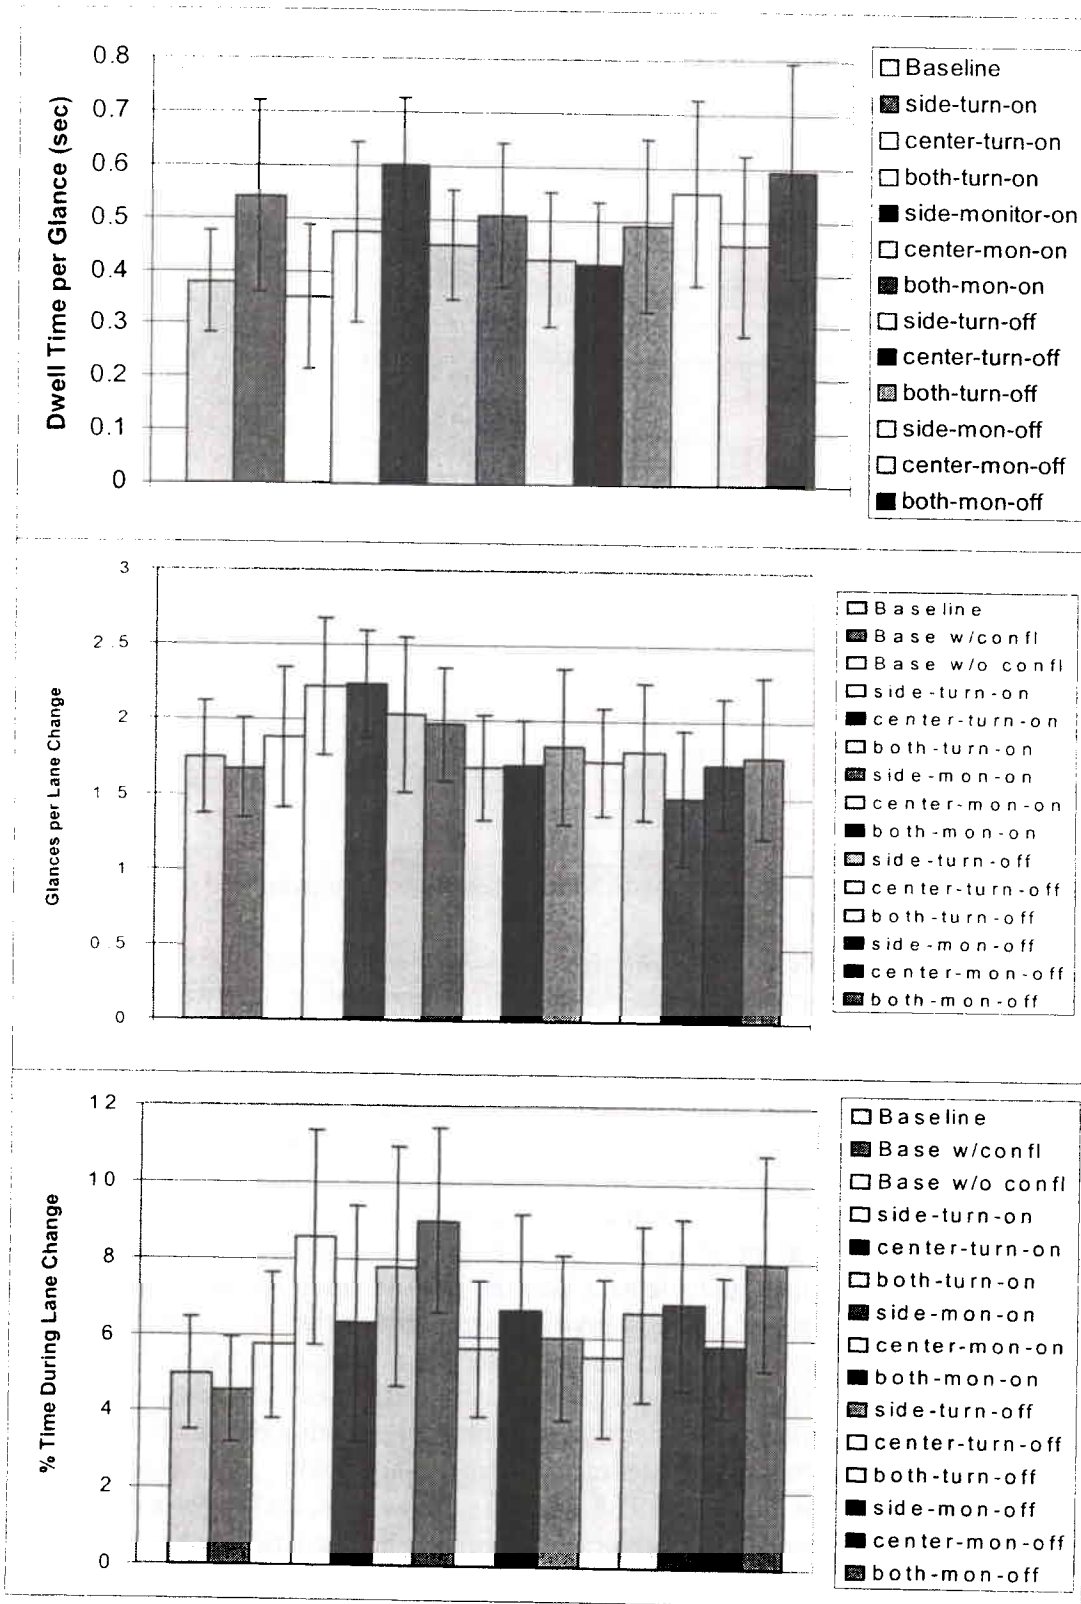 Dwell Time per Glance (sec)
0.8
0.7
0.6
0.5
0.4
0.3
0.2
0.1
0
Baseline
side-turn-on
center-turn-on
both-turn-on
side-monitor-on
center-mon-on
both-mon-on
side-turn-off
center-turn-off
both-turn-off
side-mon-off
center-mon-off
both-mon-off
Glances per Lane Change
3
2.5
2
1.5
1
0.5
0
Baseline
Base w/confl
Base w/o confl
side-turn-on
center-turn-on
both-turn-on
side-mon-on
center-mon-on
both-mon-on
side-turn-off
center-turn-off
both-turn-off
side-mon-off
center-mon-off
both-mon-off
% Time During Lane Change
12
10
8
6
4
2
0
Baseline
Base w/confl
Base w/o confl
side-turn-on
center-turn-on
both-turn-on
side-mon-on
center-mon-on
both-mon-on
side-turn-off
center-turn-off
both-turn-off
side-mon-off
center-mon-off
both-mon-off